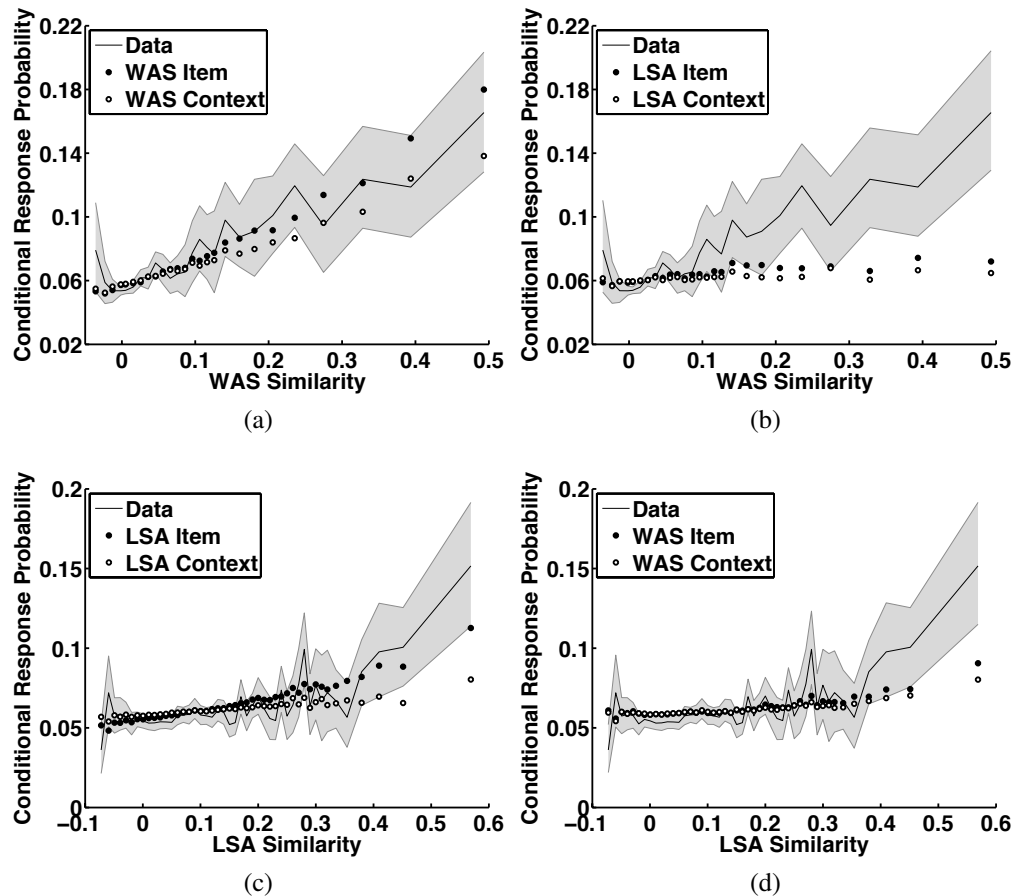 Conditional Response Probability
0.22
0.18
0.14
0.1
0.06
0.02
Data
WAS Item
WAS Context
0 0.1 0.2 0.3 0.4 0.5
WAS Similarity
(a)
Conditional Response Probability
0.22
0.18
0.14
0.1
0.06
0.02
Data
LSA Item
LSA Context
0 0.1 0.2 0.3 0.4 0.5
WAS Similarity
(b)
Conditional Response Probability
0.2
0.15
0.1
0.05
0
Data
LSA Item
LSA Context
−0.1 0 0.1 0.2 0.3 0.4 0.5 0.6
LSA Similarity
(c)
Conditional Response Probability
0.2
0.15
0.1
0.05
0
Data
WAS Item
WAS Context
−0.1 0 0.1 0.2 0.3 0.4 0.5 0.6
LSA Similarity
(d)